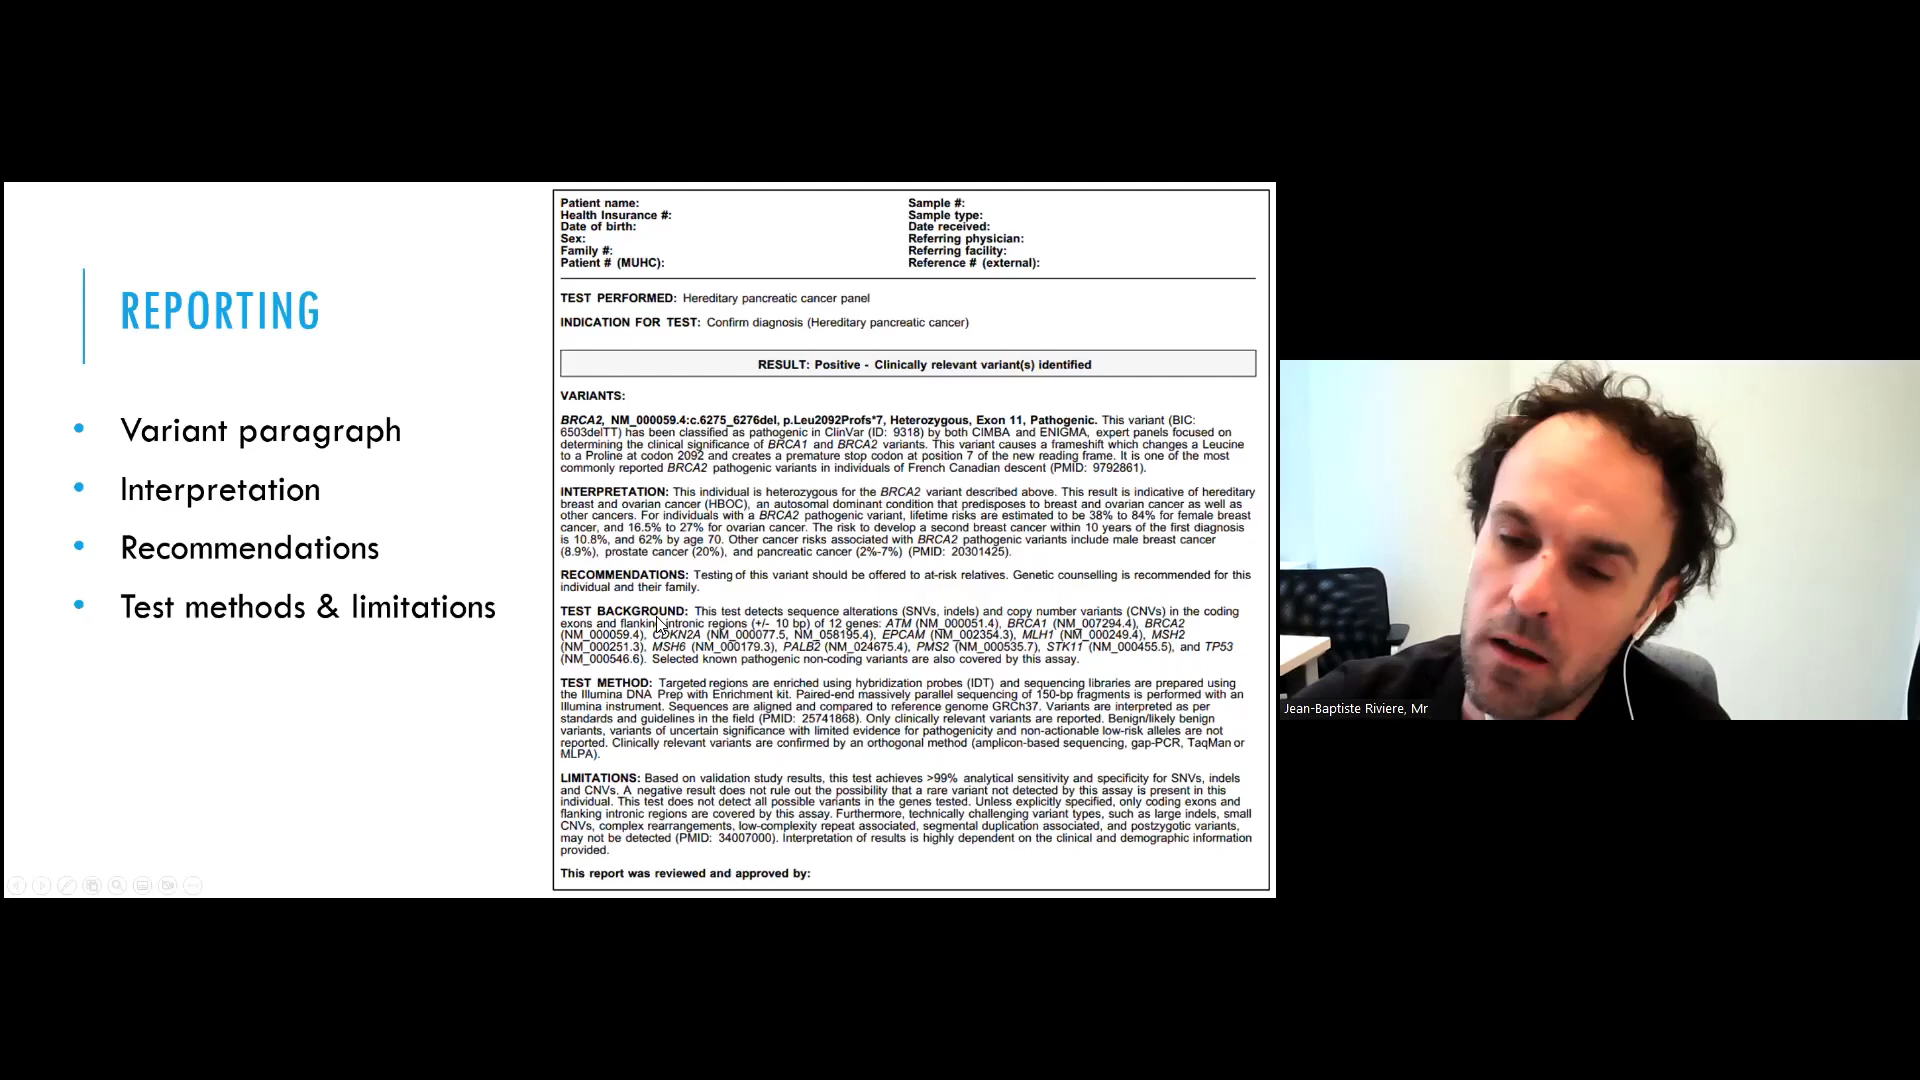 REPORTING
• Variant paragraph
• Interpretation
• Recommendations
• Test methods & limitations
Patient name:
Health Insurance #:
Date of birth:
Sex:
Family #:
Patient # (MUHC):
Sample #:
Sample type:
Date received:
Referring physician:
Referring facility:
Reference # (external):
TEST PERFORMED: Hereditary pancreatic cancer panel
INDICATION FOR TEST: Confirm diagnosis (Hereditary pancreatic cancer)
RESULT: Positive - Clinically relevant variant(s) identified
VARIANTS:
BRCA2, NM_000059.4:c.6275_6276del, p.Leu2092Profs*7, Heterozygous, Exon 11, Pathogenic. This variant (BIC:
6503delTT) has been classified as pathogenic in ClinVar (ID: 9318) by both CIMBA and ENIGMA, expert panels focused on
determining the clinical significance of BRCA1 and BRCA2 variants. This variant causes a frameshift which changes a Leucine
to a Proline at codon 2092 and creates a premature stop codon at position 7 of the new reading frame. It is one of the most
commonly reported BRCA2 pathogenic variants in individuals of French Canadian descent (PMID: 9792861).
INTERPRETATION: This individual is heterozygous for the BRCA2 variant described above. This result is indicative of hereditary
breast and ovarian cancer (HBOC), an autosomal dominant condition that predisposes to breast and ovarian cancer as well as
other cancers. For individuals with a BRCA2 pathogenic variant, lifetime risks are estimated to be 38% to 84% for female breast
cancer, and 16.5% to 27% for ovarian cancer. The risk to develop a second breast cancer within 10 years of the first diagnosis
is 10.8%, and 62% by age 70. Other cancer risks associated with BRCA2 pathogenic variants include male breast cancer
(8.9%), prostate cancer (20%), and pancreatic cancer (2%-7%) (PMID: 20301425).
RECOMMENDATIONS: Testing of this variant should be offered to at-risk relatives. Genetic counselling is recommended for this
individual and their family.
TEST BACKGROUND: This test detects sequence alterations (SNVs, indels) and copy number variants (CNVs) in the coding
exons and flanking intronic regions (+/- 10 bp) of 12 genes: ATM (NM_000051.4), BRCA1 (NM_007294.4), BRCA2
(NM_000059.4), CDKN2A (NM_000077.5, NM_058195.4), EPCAM (NM_002354.3), MLH1 (NM_000249.4), MSH2
(NM_000251.3), MSH6 (NM_000179.3), PALB2 (NM_024675.4), PMS2 (NM_000535.7), STK11 (NM_000455.5), and TP53
(NM_000546.6). Selected known pathogenic non-coding variants are also covered by this assay.
TEST METHOD: Targeted regions are enriched using hybridization probes (IDT) and sequencing libraries are prepared using
the Illumina DNA Prep with Enrichment kit. Paired-end massively parallel sequencing of 150-bp fragments is performed with an
Illumina instrument. Sequences are aligned and compared to reference genome GRCh37. Variants are interpreted as per
standards and guidelines in the field (PMID: 25741868). Only clinically relevant variants are reported. Benign/likely benign
variants, variants of uncertain significance with limited evidence for pathogenicity and non-actionable low-risk alleles are not
reported. Clinically relevant variants are confirmed by an orthogonal method (amplicon-based sequencing, gap-PCR, TaqMan or
MLPA).
LIMITATIONS: Based on validation study results, this test achieves >99% analytical sensitivity and specificity for SNVs, indels
and CNVs. A negative result does not rule out the possibility that a rare variant not detected by this assay is present in this
individual. This test does not detect all possible variants in the genes tested. Unless explicitly specified, only coding exons and
flanking intronic regions are covered by this assay. Furthermore, technically challenging variant types, such as large indels, small
CNVs, complex rearrangements, low-complexity repeat associated, segmental duplication associated, and postzygotic variants,
may not be detected (PMID: 34007000). Interpretation of results is highly dependent on the clinical and demographic information
provided.
This report was reviewed and approved by:
Jean-Baptiste Riviere, Mr